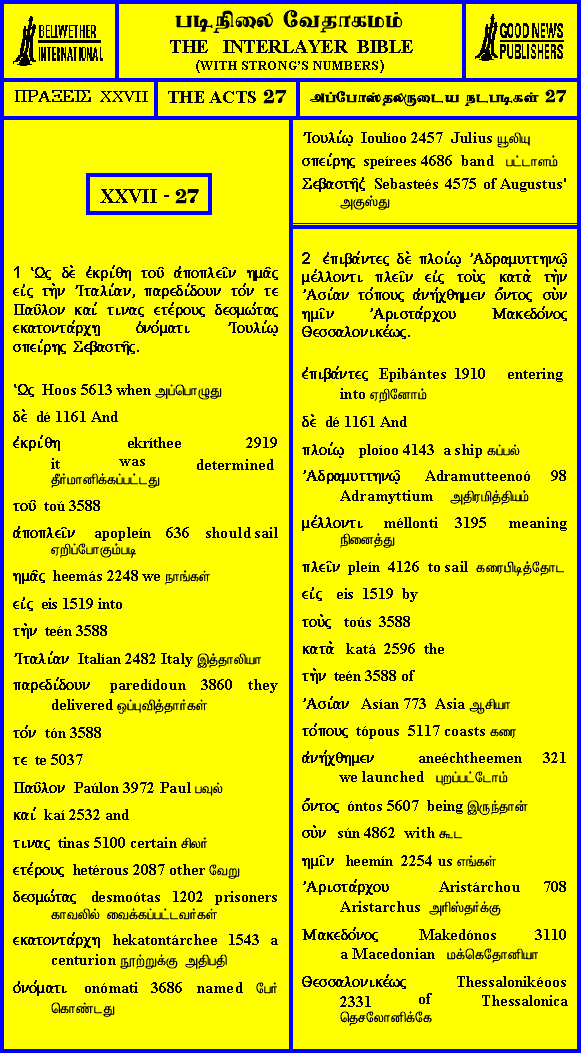 BELLWETHER
INTERNATIONAL
படிநிலை வேதாகமம்
THE INTERLAYER BIBLE
(WITH STRONG'S NUMBERS)
GOOD NEWS
PUBLISHERS
ΠΡΑΞΕΙΣ XXVII
THE ACTS 27
அப்போஸ்தலருடைய நடபடிகள் 27
XXVII - 27
1 Ὡς δὲ ἐκρίθη τοῦ ἀποπλεῖν ημᾶς
εἰς τὴν Ἰταλίαν, παρεδίδουν τόν τε
Παῦλον καί τινας ετέρους δεσμώτας
εκατοντάρχῃ ὀνόματι Ἰουλίῳ
σπείρης Σεβαστῆς.
Ὡς Hoos 5613 when அப்பொழுது
δὲ dé 1161 And
ἐκρίθη ekríthee 2919
it was determined
தீர்மானிக்கப்பட்டது
τοῦ toú 3588
ἀποπλεῖν apopleín 636 should sail
ஏறிப்போகும்படி
ημᾶς heemás 2248 we நாங்கள்
εἰς eis 1519 into
τὴν teén 3588
Ἰταλίαν Italían 2482 Italy இத்தாலியா
παρεδίδουν paredídoun 3860 they
delivered ஒப்புவித்தார்கள்
τόν tón 3588
τε te 5037
Παῦλον Paúlon 3972 Paul பவுல்
καί kaí 2532 and
τινας tinas 5100 certain சிலர்
ετέρους hetérous 2087 other வேறு
δεσμώτας desmoótas 1202 prisoners
காவலில் வைக்கப்பட்டவர்கள்
εκατοντάρχῃ hekatontárchee 1543 a
centurion நூற்றுக்கு அதிபதி
ὀνόματι onómati 3686 named பேர்
கொண்டது
Ἰουλίῳ Ioulíoo 2457 Julius யூலியு
σπείρης speírees 4686 band பட்டாளம்
Σεβαστῆς Sebasteés 4575 of Augustus'
அகுஸ்து
2 ἐπιβάντες δὲ πλοίῳ Ἀδραμυττηνῷ
μέλλοντι πλεῖν εἰς τοὺς κατὰ τὴν
Ἀσίαν τόπους ἀνήχθημεν ὄντος σὺν
ημῖν Ἀριστάρχου Μακεδόνος
Θεσσαλονικέως.
ἐπιβάντες Epibántes 1910 entering
into ஏறினோம்
δὲ dé 1161 And
πλοίῳ ploíoo 4143 a ship கப்பல்
Ἀδραμυττηνῷ Adramutteenoó 98
Adramyttium அதிரமித்தியம்
μέλλοντι méllonti 3195 meaning
நினைத்து
πλεῖν pleín 4126 to sail கரைபிடித்தோட
εἰς eis 1519 by
τοὺς toús 3588
κατὰ katá 2596 the
τὴν teén 3588 of
Ἀσίαν Asían 773 Asia ஆசியா
τόπους tópous 5117 coasts கரை
ἀνήχθημεν aneéchtheemen 321
we launched புறப்பட்டோம்
ὄντος óntos 5607 being இருந்தான்
σὺν sún 4862 with கூட
ημῖν heemín 2254 us எங்கள்
Ἀριστάρχου Aristárchou 708
Aristarchus அரிஸ்தர்க்கு
Μακεδόνος Makedónos 3110
a Macedonian மக்கெதோனியா
Θεσσαλονικέως Thessalonikéoos
2331 of Thessalonica
தெசலோனிக்கே